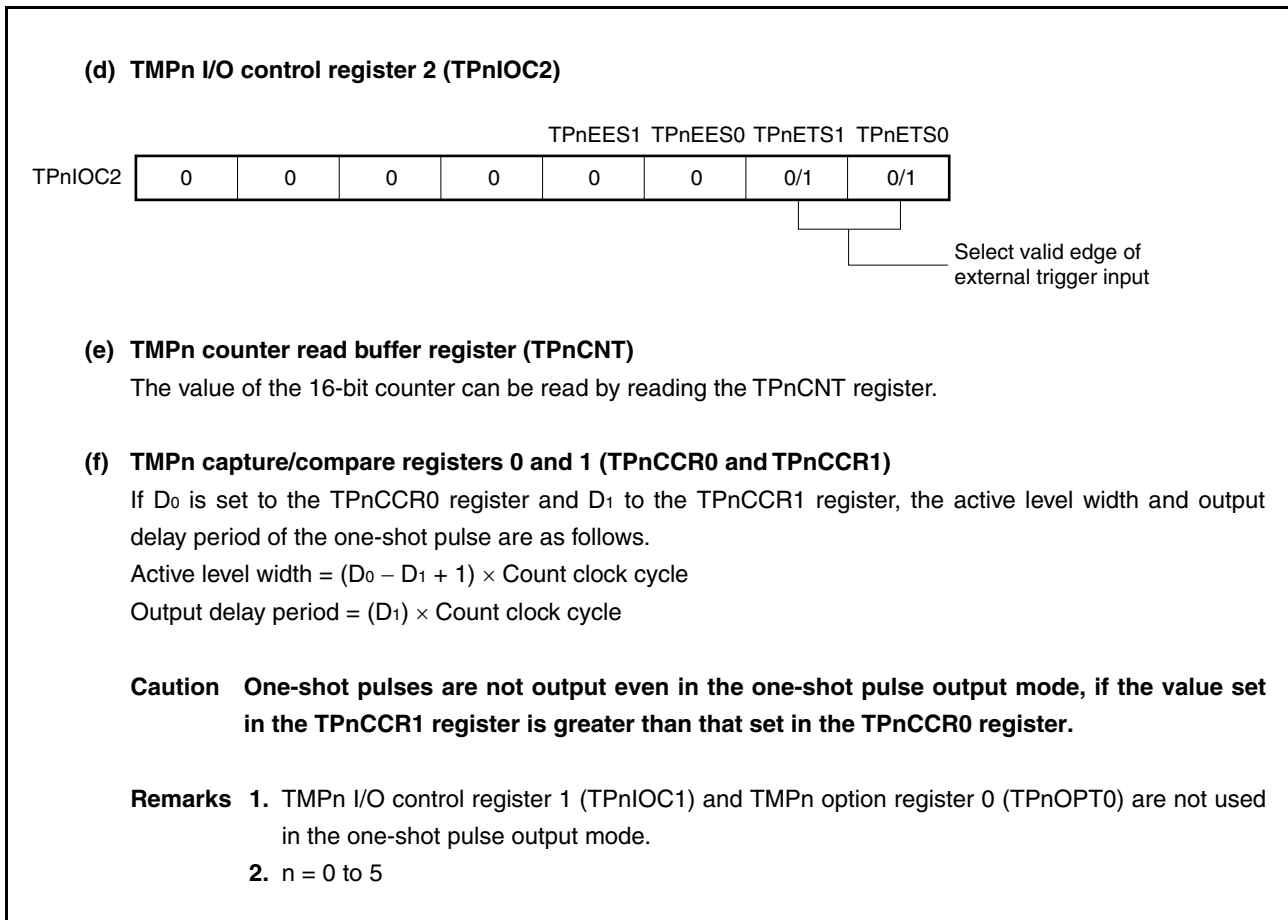 (d) TMPn I/O control register 2 (TPnIOC2)
TPnEES1 TPnEES0 TPnETS1 TPnETS0
TPnIOC2 0 0 0 0 0 0 0/1 0/1
Select valid edge of
external trigger input
(e) TMPn counter read buffer register (TPnCNT)
The value of the 16-bit counter can be read by reading the TPnCNT register.
(f) TMPn capture/compare registers 0 and 1 (TPnCCR0 and TPnCCR1)
If D₀ is set to the TPnCCR0 register and D₁ to the TPnCCR1 register, the active level width and output
delay period of the one-shot pulse are as follows.
Active level width = (D₀ − D₁ + 1) × Count clock cycle
Output delay period = (D₁) × Count clock cycle
Caution One-shot pulses are not output even in the one-shot pulse output mode, if the value set
in the TPnCCR1 register is greater than that set in the TPnCCR0 register.
Remarks 1. TMPn I/O control register 1 (TPnIOC1) and TMPn option register 0 (TPnOPT0) are not used
in the one-shot pulse output mode.
2. n = 0 to 5